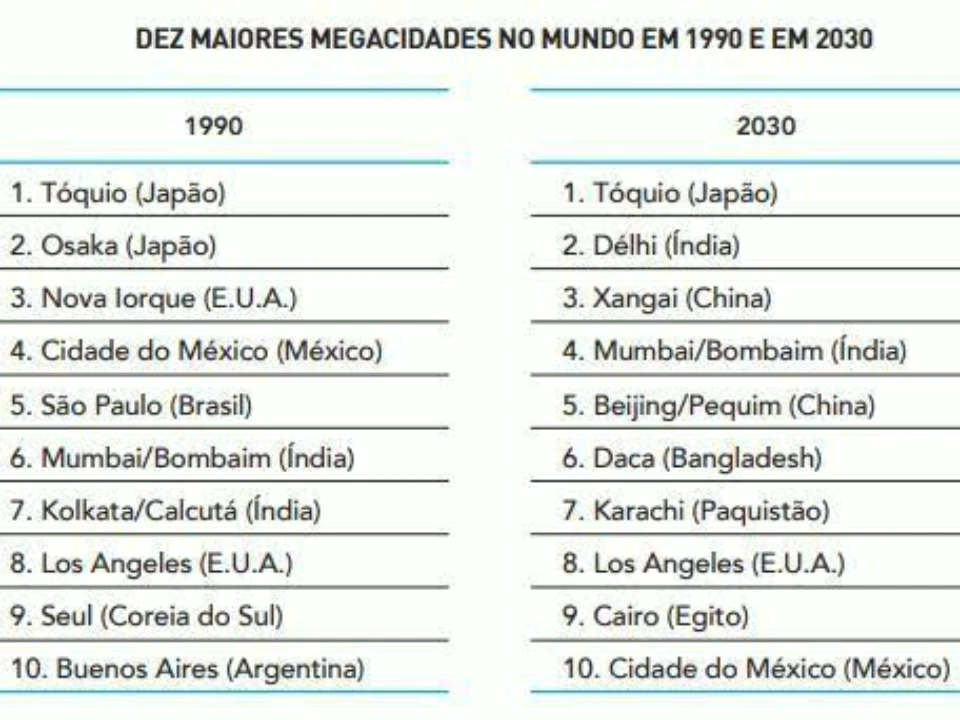 DEZ MAIORES MEGACIDADES NO MUNDO EM 1990 E EM 2030
1990
1. Tóquio (Japão)
2. Osaka (Japão)
3. Nova Iorque (E.U.A.)
4. Cidade do México (México)
5. São Paulo (Brasil)
6. Mumbai/Bombaim (Índia)
7. Kolkata/Calcutá (Índia)
8. Los Angeles (E.U.A.)
9. Seul (Coreia do Sul)
10. Buenos Aires (Argentina)
2030
1. Tóquio (Japão)
2. Délhi (Índia)
3. Xangai (China)
4. Mumbai/Bombaim (Índia)
5. Beijing/Pequim (China)
6. Daca (Bangladesh)
7. Karachi (Paquistão)
8. Los Angeles (E.U.A.)
9. Cairo (Egito)
10. Cidade do México (México)